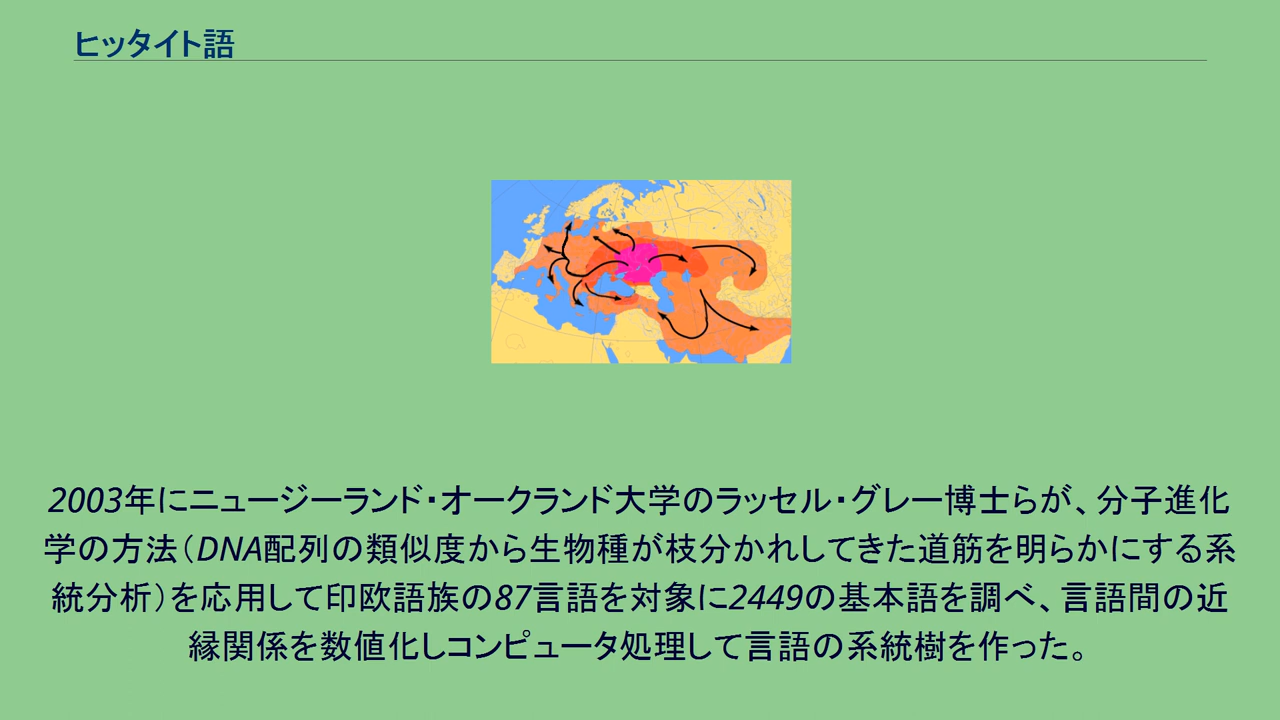 ヒッタイト語
2003年にニュージーランド・オークランド大学のラッセル・グレー博士らが、分子進化
学の方法(DNA配列の類似度から生物種が枝分かれしてきた道筋を明らかにする系
統分析)を応用して印欧語族の87言語を対象に2449の基本語を調べ、言語間の近
縁関係を数値化しコンピュータ処理して言語の系統樹を作った。